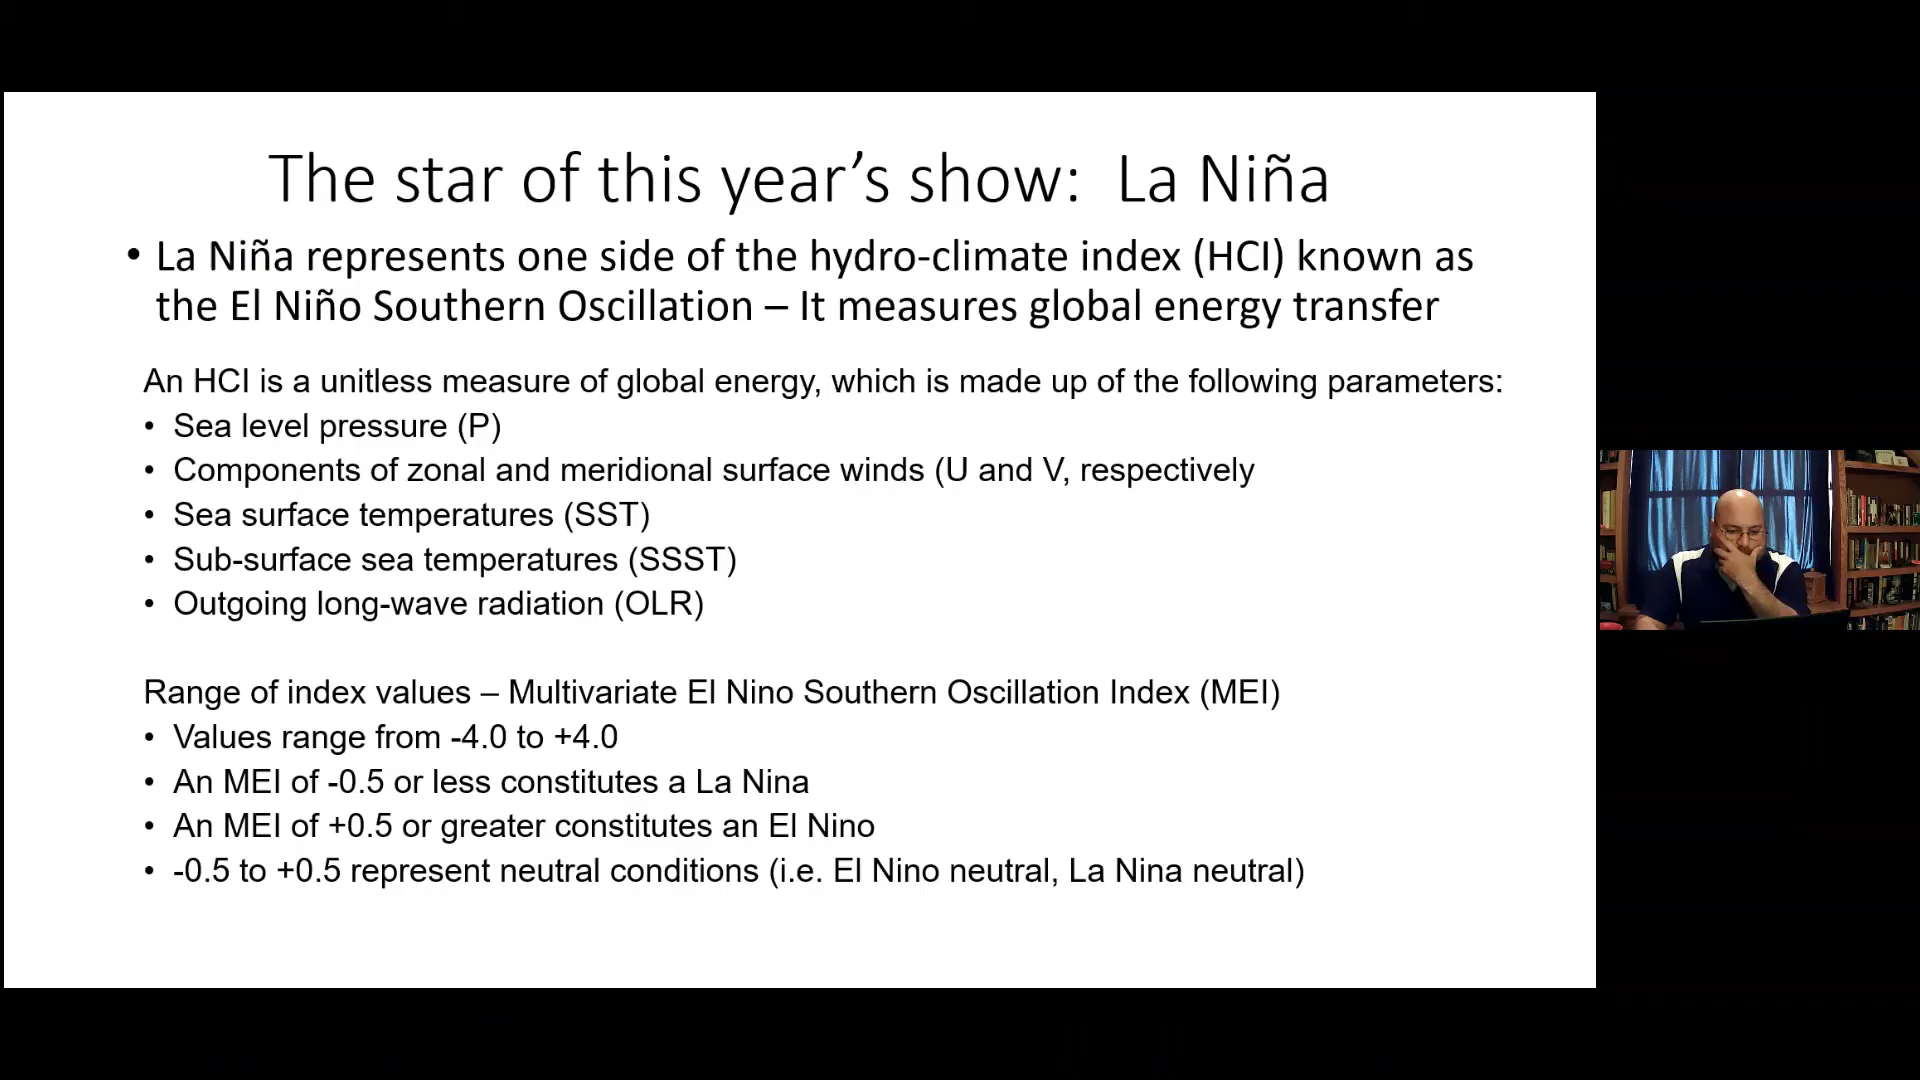 The star of this year’s show:  La Niña
• La Niña represents one side of the hydro-climate index (HCI) known as
the El Niño Southern Oscillation – It measures global energy transfer
An HCI is a unitless measure of global energy, which is made up of the following parameters:
• Sea level pressure (P)
• Components of zonal and meridional surface winds (U and V, respectively
• Sea surface temperatures (SST)
• Sub-surface sea temperatures (SSST)
• Outgoing long-wave radiation (OLR)
Range of index values – Multivariate El Nino Southern Oscillation Index (MEI)
• Values range from -4.0 to +4.0
• An MEI of -0.5 or less constitutes a La Nina
• An MEI of +0.5 or greater constitutes an El Nino
• -0.5 to +0.5 represent neutral conditions (i.e. El Nino neutral, La Nina neutral)